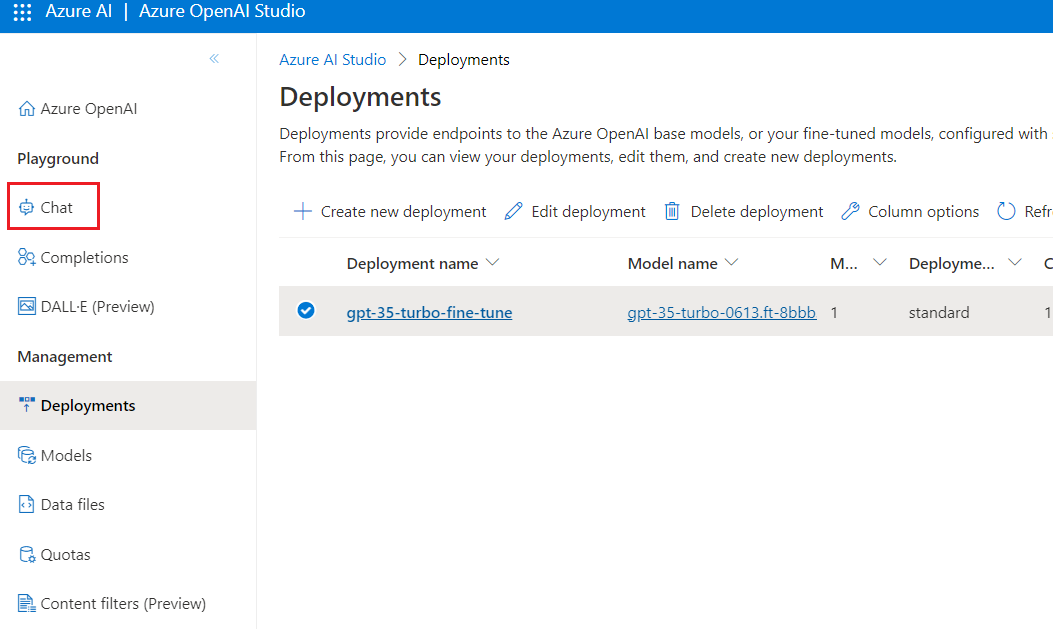 Azure AI | Azure OpenAI Studio
«
Azure OpenAI
Playground
Chat
Completions
DALL·E (Preview)
Management
Deployments
Models
Data files
Quotas
Content filters (Preview)
Azure AI Studio > Deployments
Deployments
Deployments provide endpoints to the Azure OpenAI base models, or your fine-tuned models, configured with
From this page, you can view your deployments, edit them, and create new deployments.
Create new deployment Edit deployment Delete deployment Column options Refr
Deployment name Model name M... Deployme... C
gpt-35-turbo-fine-tune gpt-35-turbo-0613.ft-8bbb 1 standard 1